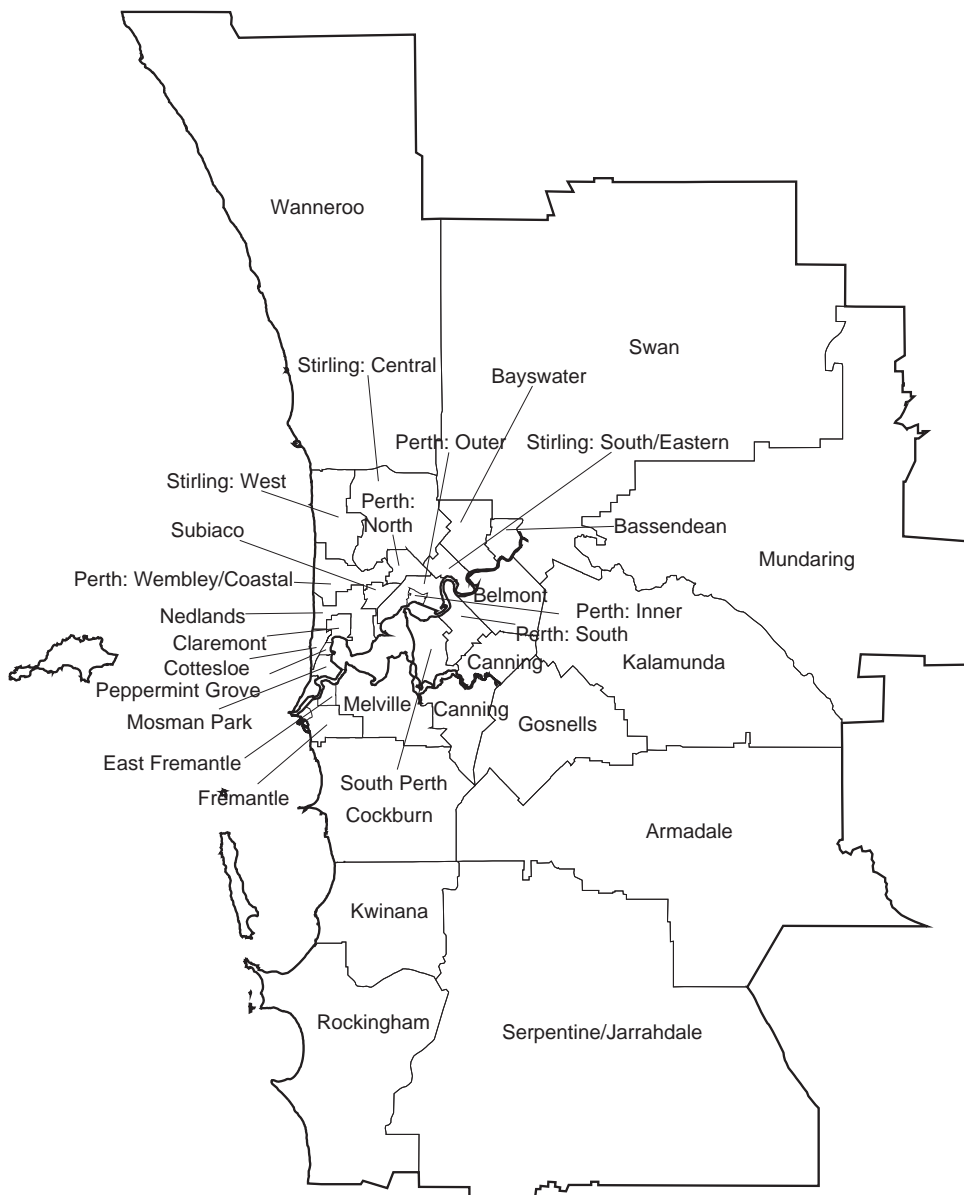 Wanneroo
Swan
Stirling: Central
Bayswater
Perth: Outer
Stirling: South/Eastern
Stirling: West
Perth:
North
Subiaco
Bassendean
Mundaring
Perth: Wembley/Coastal
Belmont
Nedlands
Perth: Inner
Claremont
Perth: South
Cottesloe
Canning
Kalamunda
Peppermint Grove
Melville
Canning
Mosman Park
Gosnells
East Fremantle
South Perth
Fremantle
Cockburn
Armadale
Kwinana
Rockingham
Serpentine/Jarrahdale